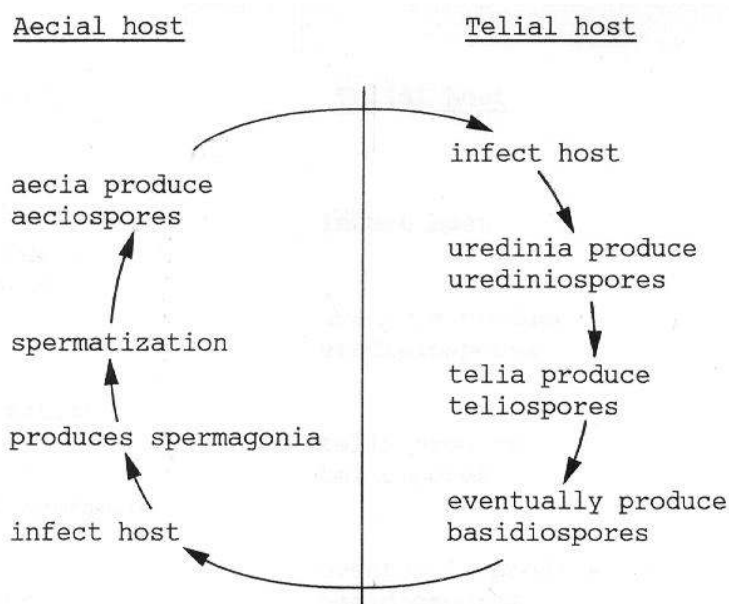 Aecial host
Telial host
infect host
aecia produce
aeciospores
uredinia produce
urediniospores
spermatization
telia produce
teliospores
produces spermagonia
eventually produce
basidiospores
infect host